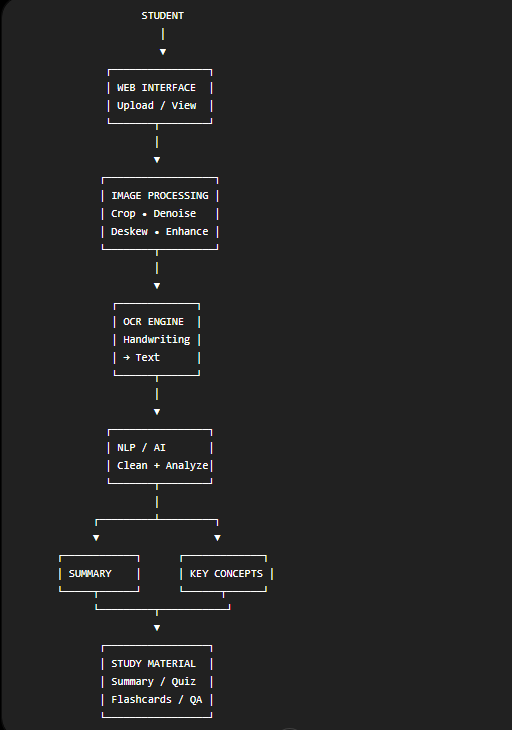 STUDENT
WEB INTERFACE
Upload / View
IMAGE PROCESSING
Crop • Denoise
Deskew • Enhance
OCR ENGINE
Handwriting
→ Text
NLP / AI
Clean + Analyze
SUMMARY
KEY CONCEPTS
STUDY MATERIAL
Summary / Quiz
Flashcards / QA